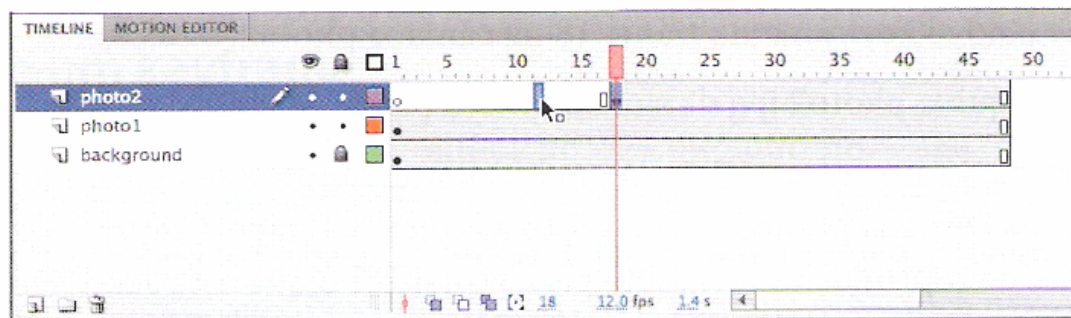 TIMELINE MOTION EDITOR
1 5 10 15 20 25 30 35 40 45 50
photo2
photo1
background
18 12.0 fps 1.4 s